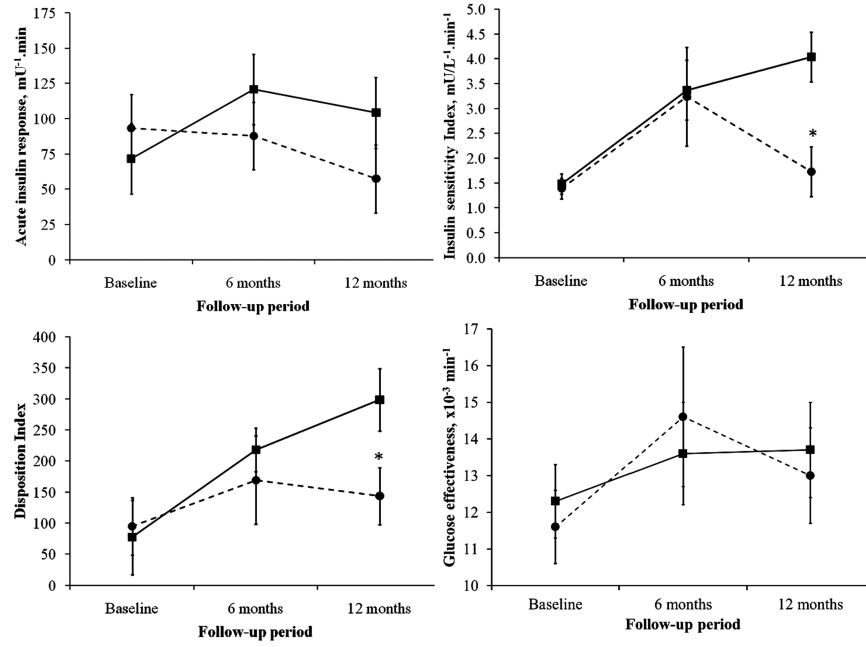 Acute insulin response, mU⁻¹.min
175
150
125
100
75
50
25
0
Baseline
6 months
12 months
Follow-up period
Insulin sensitivity Index, mU/L⁻¹.min⁻¹
5.0
4.5
4.0
3.5
3.0
2.5
2.0
1.5
1.0
0.5
0.0
*
Baseline
6 months
12 months
Follow-up period
Disposition Index
400
350
300
250
200
150
100
50
0
*
Baseline
6 months
12 months
Follow-up period
Glucose effectiveness, x10⁻³ min⁻¹
17
16
15
14
13
12
11
10
Baseline
6 months
12 months
Follow-up period